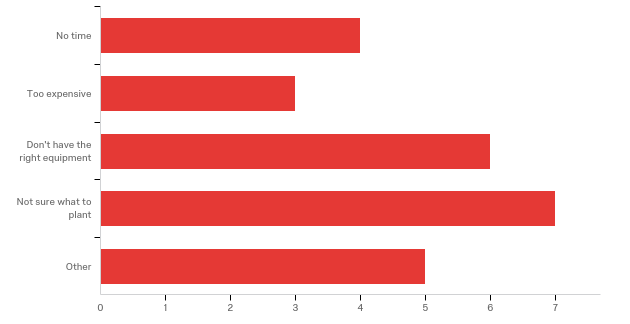 No time
Too expensive
Don't have the
right equipment
Not sure what to
plant
Other
0 1 2 3 4 5 6 7